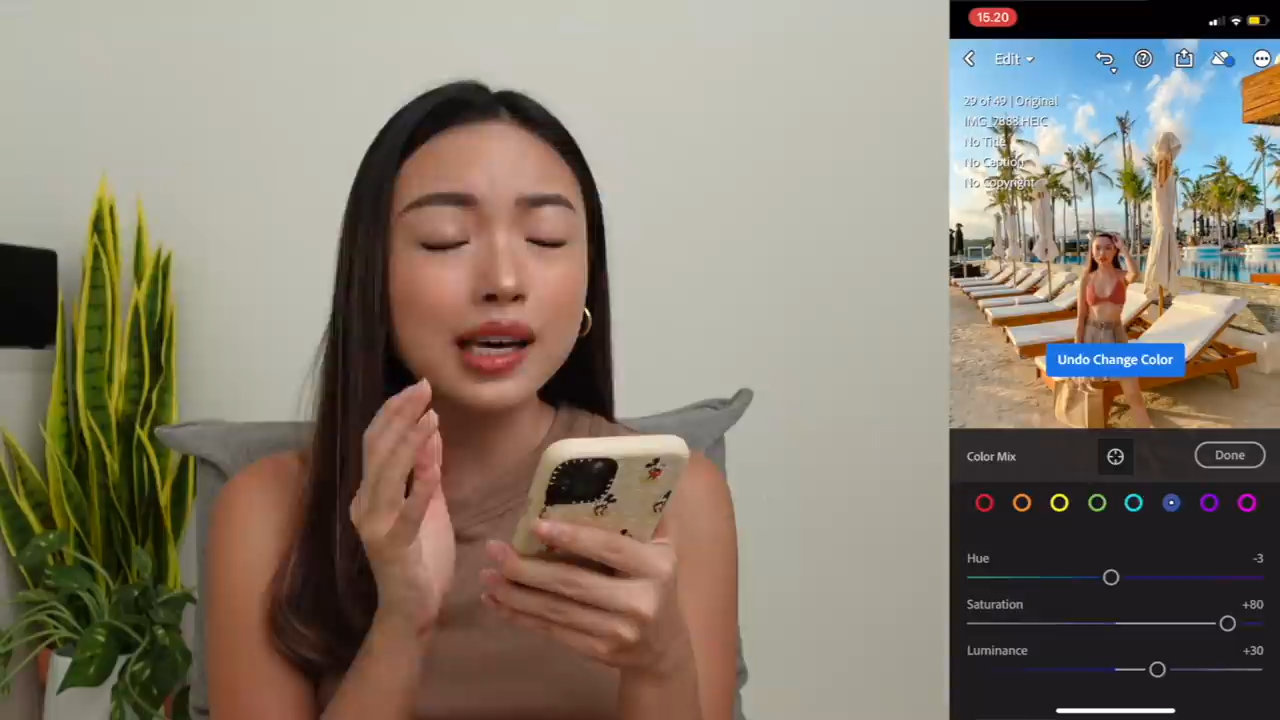 15.20
Edit
29 of 49 | Original
IMG_7883.HEIC
No Title
No Caption
No Copyright
Undo Change Color
Color Mix
Done
Hue
-3
Saturation
+80
Luminance
+30